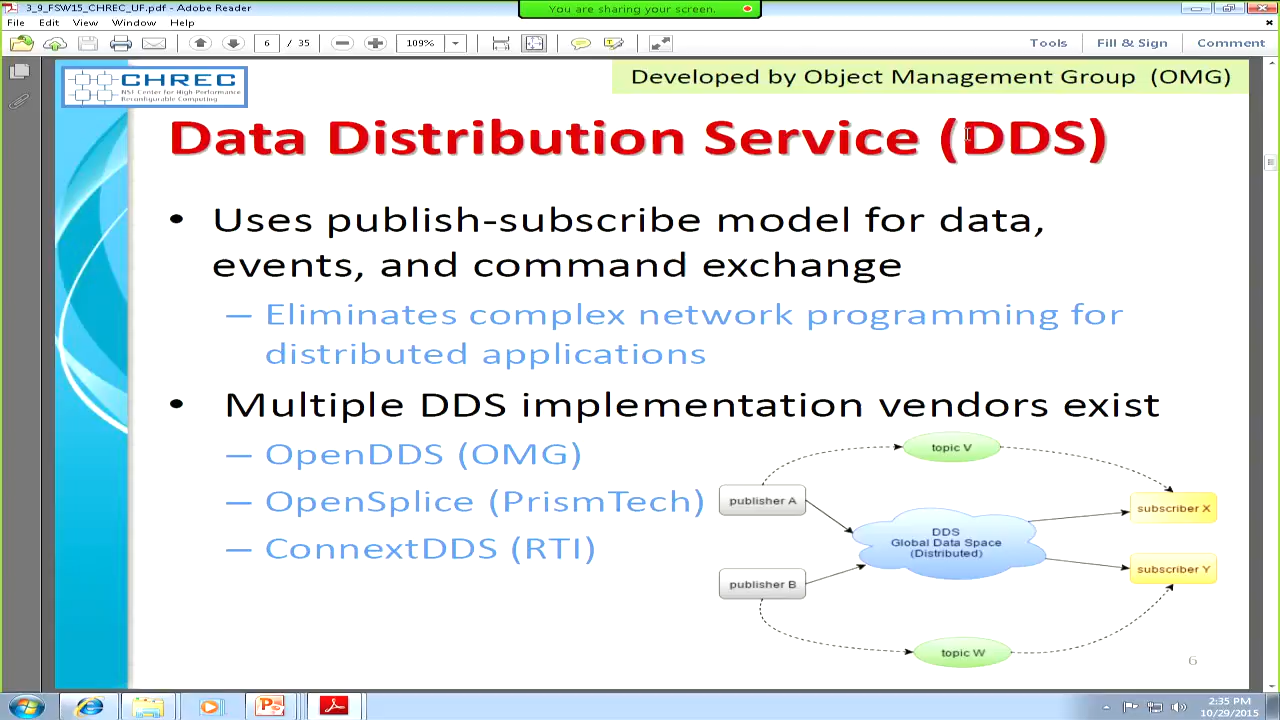 3_9_FSW15_CHREC_UF.pdf - Adobe Reader
You are sharing your screen.
File Edit View Window Help
6 / 35
109%
Tools Fill & Sign Comment
CHREC
NSF Center for High Performance
Reconfigurable Computing
Developed by Object Management Group (OMG)
Data Distribution Service (DDS)
• Uses publish-subscribe model for data,
events, and command exchange
– Eliminates complex network programming for
distributed applications
• Multiple DDS implementation vendors exist
– OpenDDS (OMG)
– OpenSplice (PrismTech)
– ConnextDDS (RTI)
topic V
publisher A
subscriber X
DDS
Global Data Space
(Distributed)
subscriber Y
publisher B
topic W
6
2:35 PM
10/29/2015